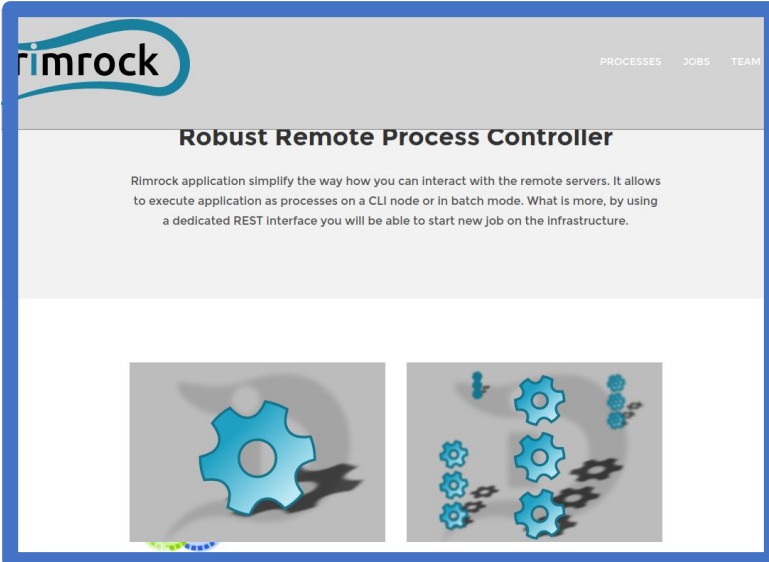 rimrock
PROCESSES JOBS TEAM
Robust Remote Process Controller
Rimrock application simplify the way how you can interact with the remote servers. It allows
to execute application as processes on a CLI node or in batch mode. What is more, by using
a dedicated REST interface you will be able to start new job on the infrastructure.